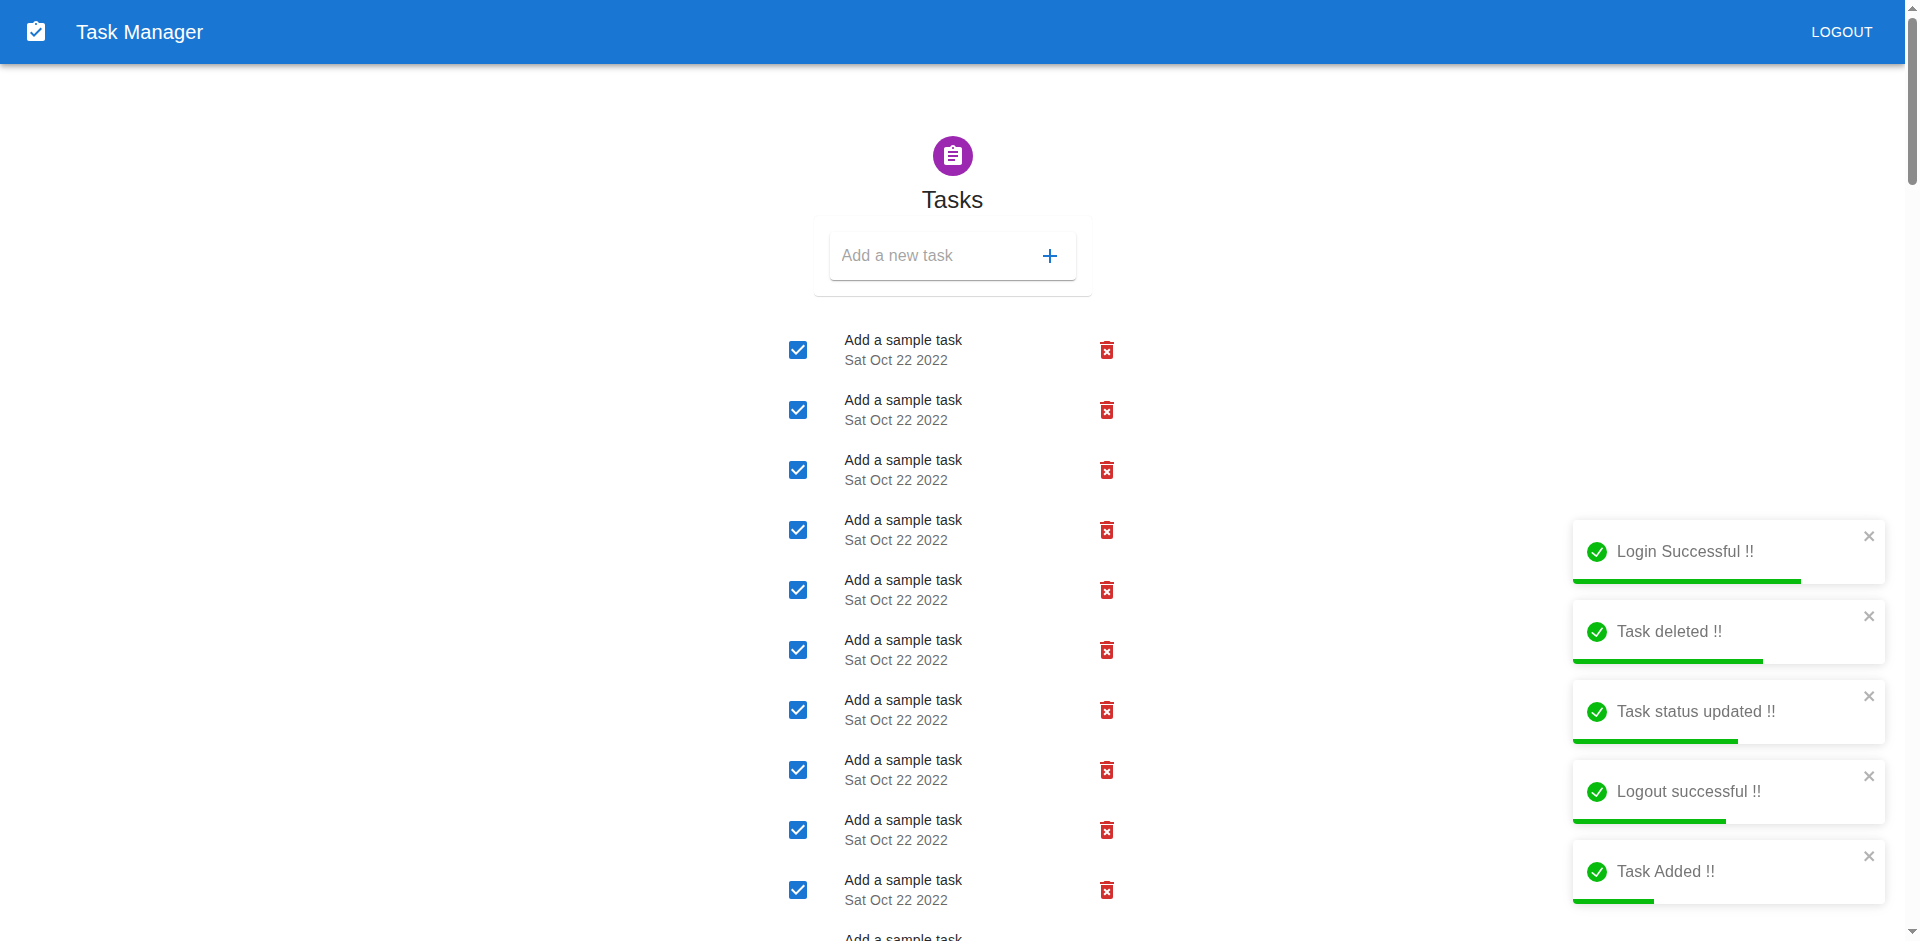 Task Manager
LOGOUT
Tasks
Add a new task
Add a sample task
Sat Oct 22 2022
Add a sample task
Sat Oct 22 2022
Add a sample task
Sat Oct 22 2022
Add a sample task
Sat Oct 22 2022
Add a sample task
Sat Oct 22 2022
Add a sample task
Sat Oct 22 2022
Add a sample task
Sat Oct 22 2022
Add a sample task
Sat Oct 22 2022
Add a sample task
Sat Oct 22 2022
Add a sample task
Sat Oct 22 2022
Add a sample task
Login Successful !!
Task deleted !!
Task status updated !!
Logout successful !!
Task Added !!